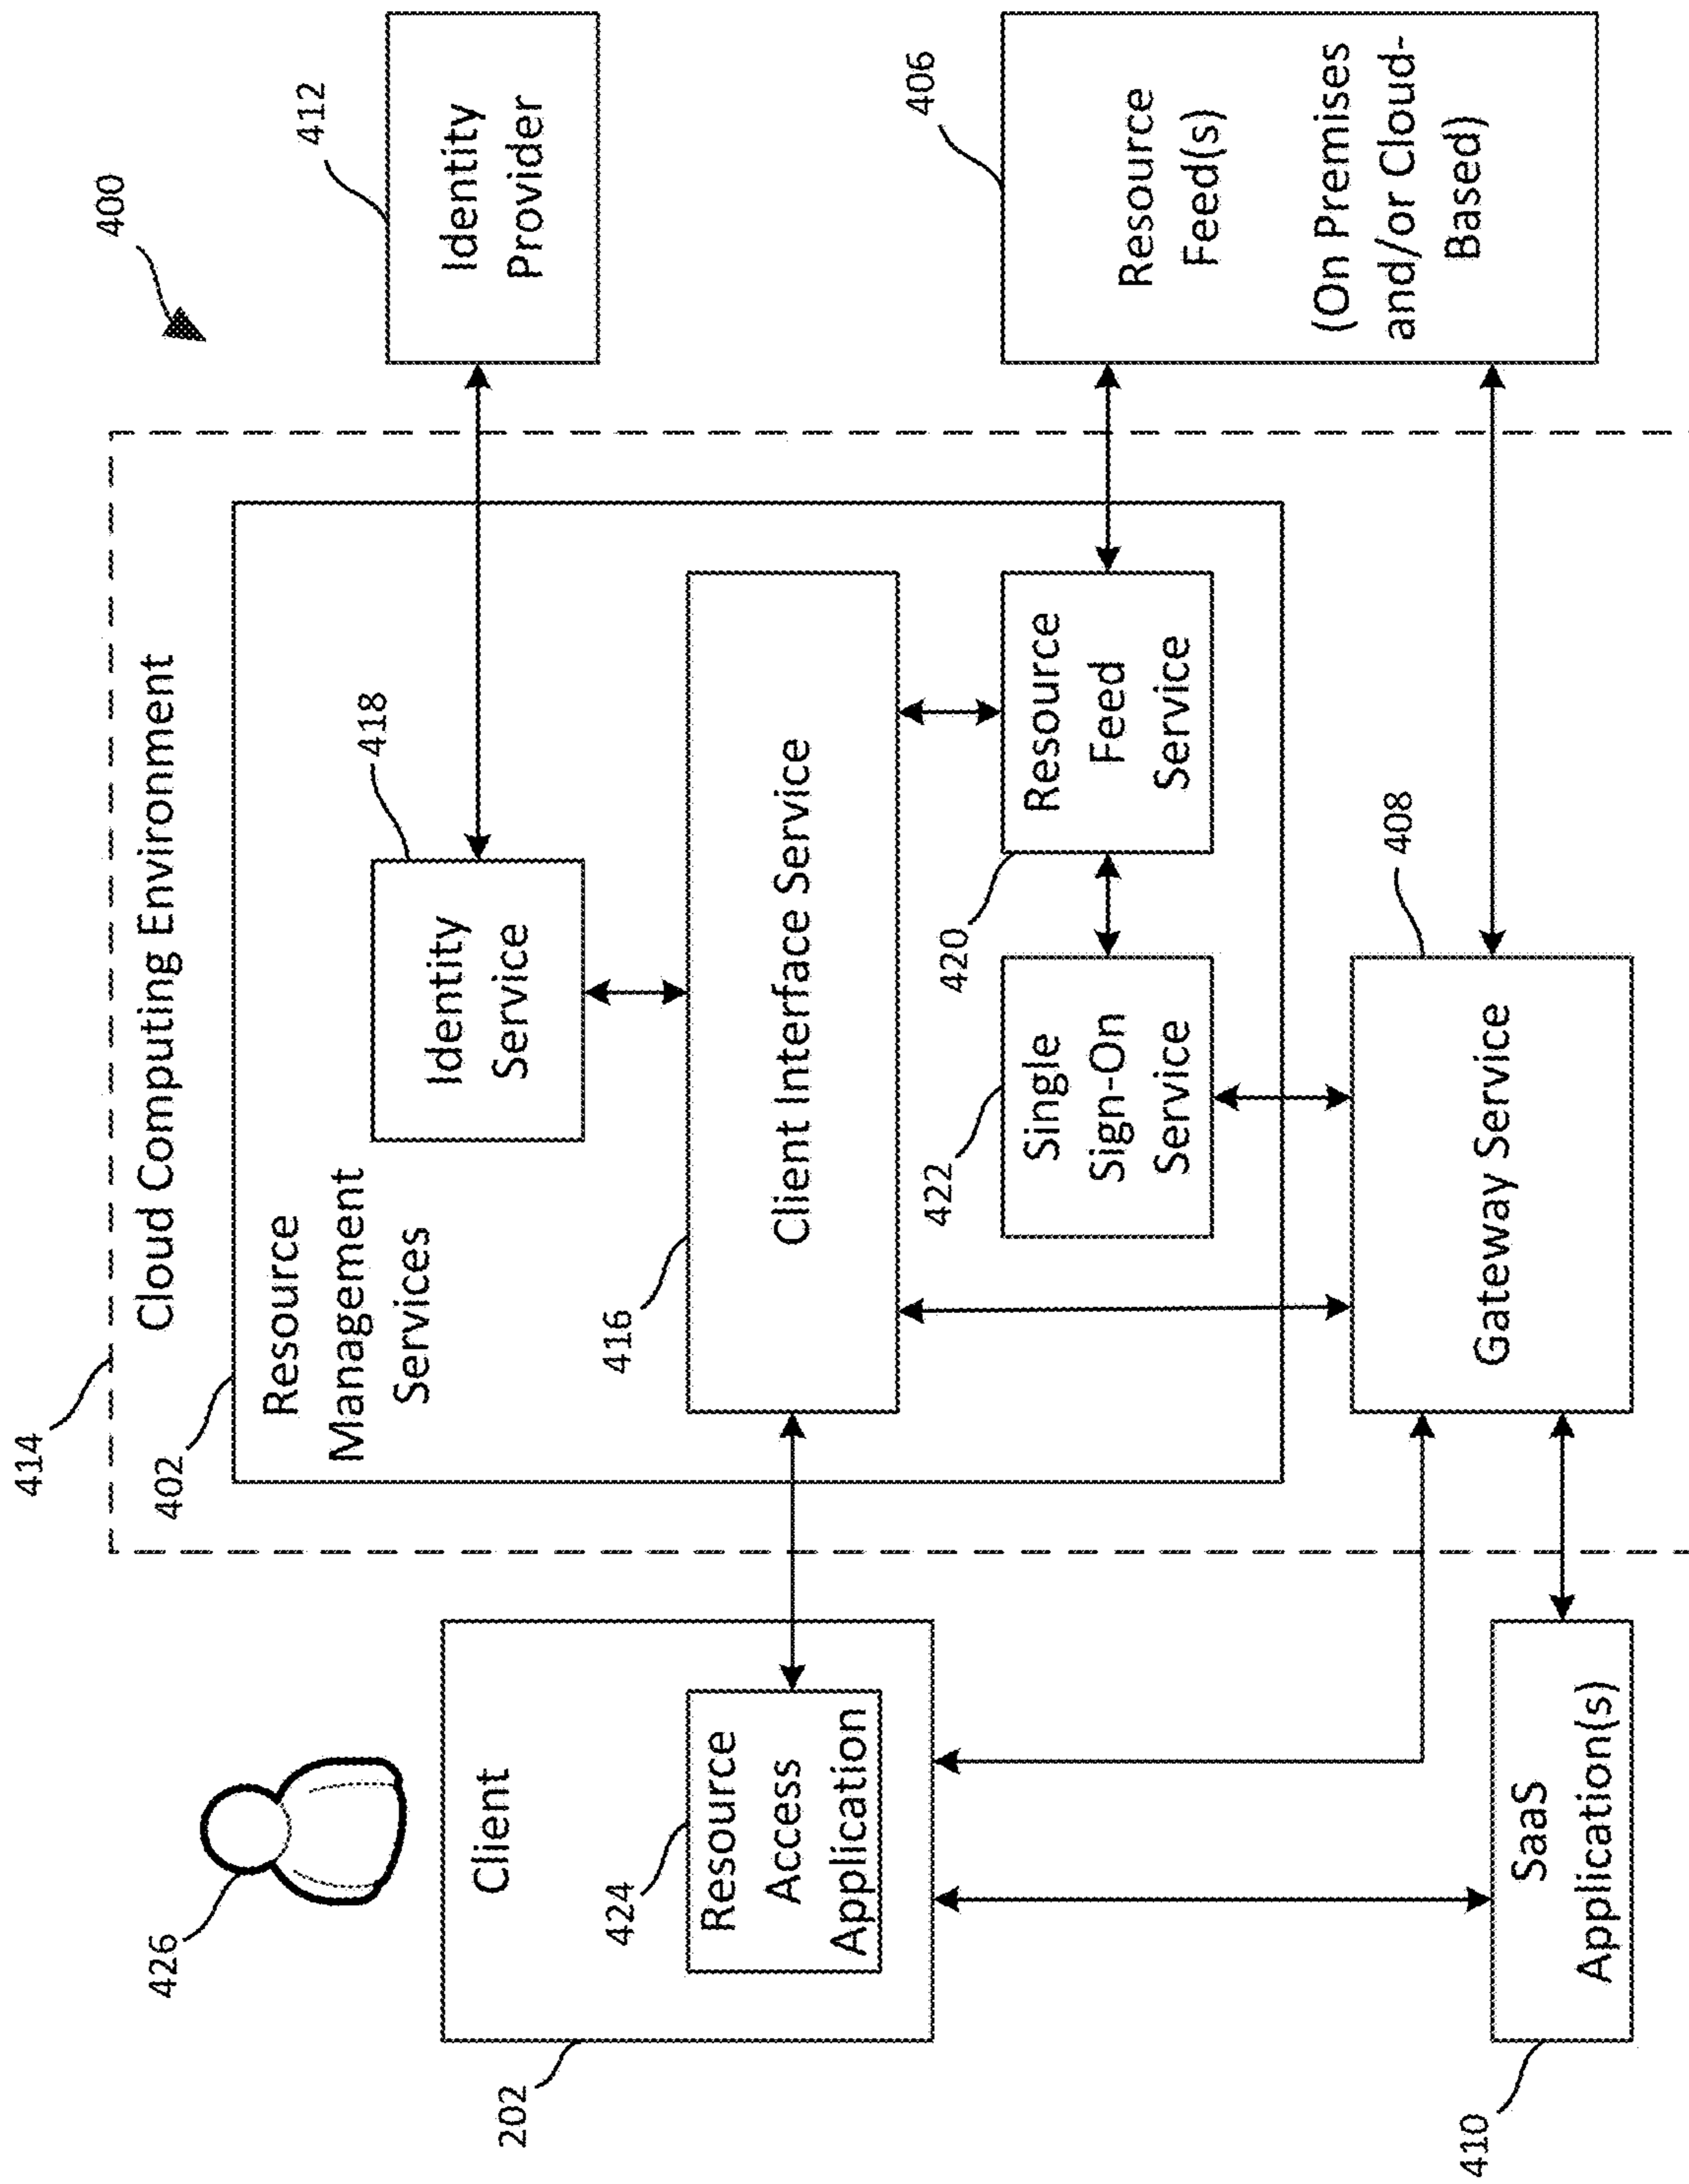 400
414
Cloud Computing Environment
402
Resource
Management
Services
426
Client
202
Resource
Access
Application
424
418
Identity
Service
412
Identity
Provider
416
Client Interface Service
422
Single
Sign-On
Service
420
Resource
Feed
Service
406
Resource
Feed(s)
(On Premises
and/or Cloud-
Based)
408
Gateway Service
410
SaaS
Application(s)